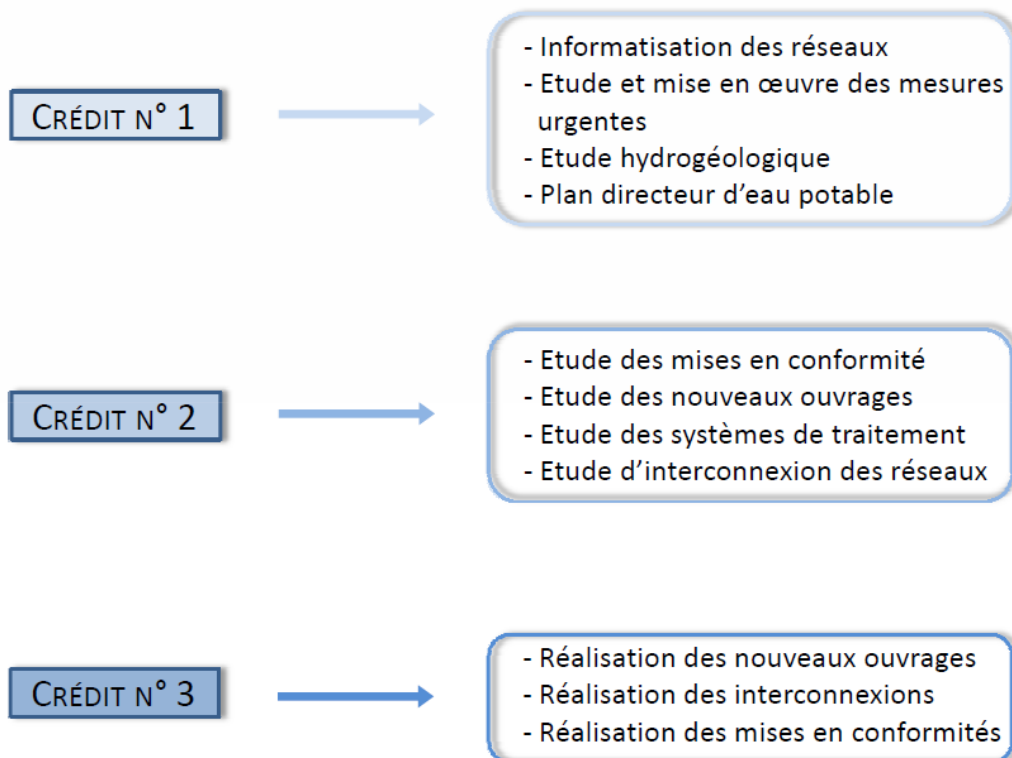 CRÉDIT N° 1
- Informatisation des réseaux
- Etude et mise en œuvre des mesures
urgentes
- Etude hydrogéologique
- Plan directeur d’eau potable
CRÉDIT N° 2
- Etude des mises en conformité
- Etude des nouveaux ouvrages
- Etude des systèmes de traitement
- Etude d’interconnexion des réseaux
CRÉDIT N° 3
- Réalisation des nouveaux ouvrages
- Réalisation des interconnexions
- Réalisation des mises en conformités